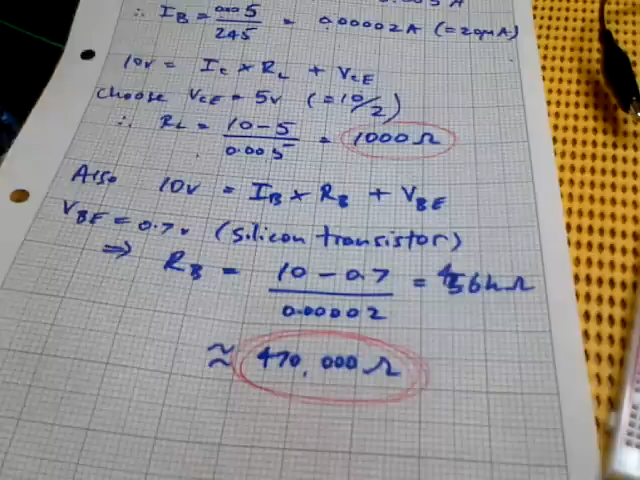 ∴ I_B = 0.005 / 245 = 0.00002A (=20μA)
10V = I_C × R_L + V_CE
Choose V_CE = 5V (=10/2)
∴ R_L = 10-5 / 0.005 = 1000Ω
Also 10V = I_B × R_B + V_BE
V_BE = 0.7V (silicon transistor)
⇒ R_B = 10-0.7 / 0.00002 = 456kΩ
≈ 470,000Ω